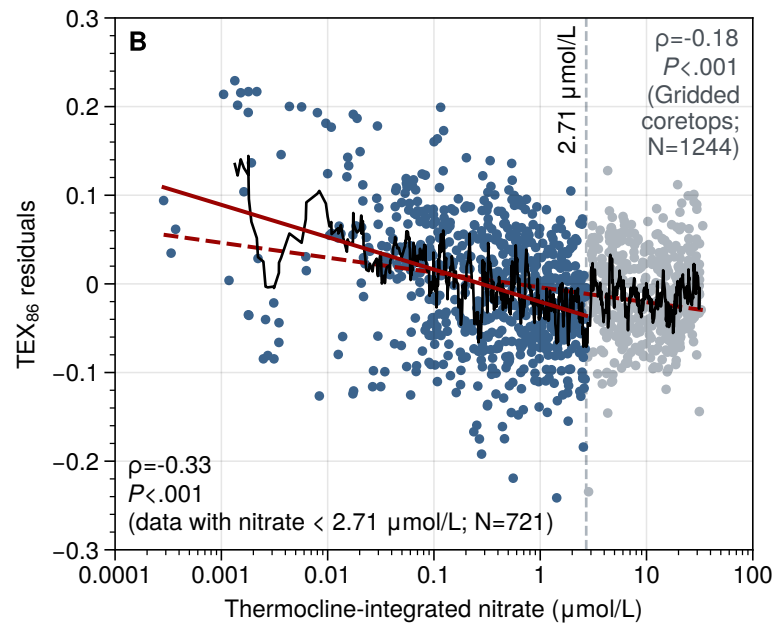 B
2.71 μmol/L
ρ=-0.18
P<.001
(Gridded
coretops;
N=1244)
0.3
0.2
0.1
0
−0.1
−0.2
−0.3
TEX86 residuals
ρ=-0.33
P<.001
(data with nitrate < 2.71 μmol/L; N=721)
0.0001
0.001
0.01
0.1
1
10
100
Thermocline-integrated nitrate (μmol/L)